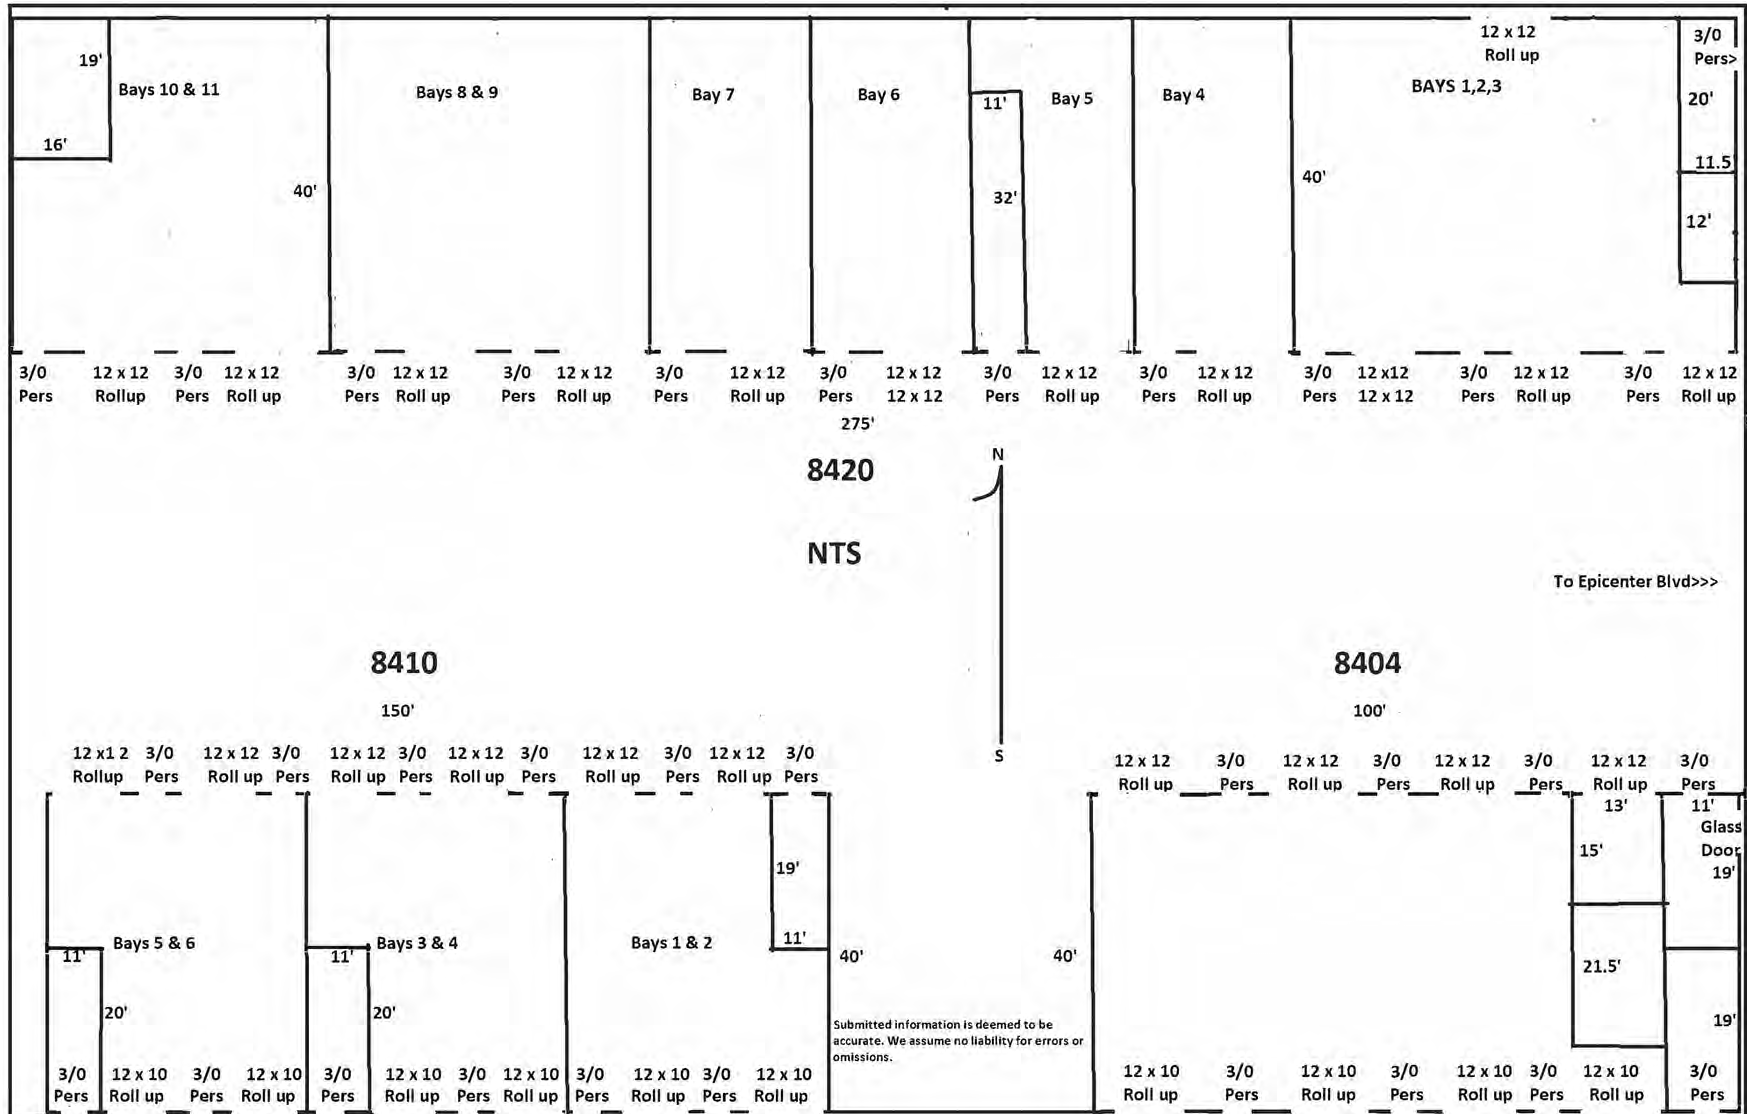 12 x 12 3/0
Roll up Pers>
19'
Bays 10 & 11 Bays 8 & 9 Bay 7 Bay 6 11' Bay 5 Bay 4 BAYS 1,2,3 20'
16' 11.5
40' 32' 40' 12'
3/0 12 x 12 3/0 12 x 12 3/0 12 x 12 3/0 12 x 12 3/0 12 x 12 3/0 12 x12 3/0 12 x 12 3/0 12 x 12 3/0 12 x12 3/0 12 x 12 3/0 12 x 12
Pers Rollup Pers Roll up Pers Roll up Pers Roll up Pers Roll up Pers 12 x 12 Pers Roll up Pers Roll up Pers 12 x 12 Pers Roll up Pers Roll up
275'
8420
N
NTS
To Epicenter Blvd>>>
8410 8404
150' 100'
S
12 x1 2 3/0 12 x 12 3/0 12 x 12 3/0 12 x 12 3/0 12 x 12 3/0 12 x 12 3/0
Rollup Pers Roll up Pers Roll up Pers Roll up Pers Roll up Pers Roll up Pers
12 x 12 3/0 12 x 12 3/0 12 x 12 3/0 12 x 12 3/0
Roll up Pers Roll up Pers Roll up Pers Roll up Pers
13' 11'
Glass
Door
15'
19' 19'
Bays 5 & 6 Bays 3 & 4 Bays 1 & 2 11'
11' 11' 40' 40'
21.5'
20' 20' 19'
Submitted information is deemed to be
accurate. We assume no liability for errors or
omissions.
3/0 12 x 10 3/0 12 x 10 3/0 12 x 10 3/0 12 x 10 3/0 12 x 10 3/0 12 x 10
Pers Roll up Pers Roll up Pers Roll up Pers Roll up Pers Roll up Pers Roll up
12 x 10 3/0 12 x 10 3/0 12 x 10 3/0 12 x 10 3/0
Roll up Pers Roll up Pers Roll up Pers Roll up Pers